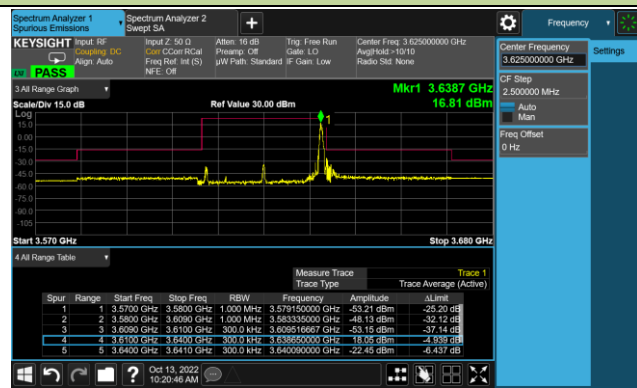 Spectrum Analyzer 1
Spurious Emissions
Spectrum Analyzer 2
Swept SA
+
Frequency
KEYSIGHT
Input: RF
Coupling: DC
Align: Auto
Input Z: 50 Ω
Corr CCorr RCal
Freq Ref: Int (S)
NFE: Off
Atten: 16 dB
Preamp: Off
µW Path: Standard
Trig: Free Run
Gate: LO
IF Gain: Low
Center Freq: 3.625000000 GHz
Avg|Hold:>10/10
Radio Std: None
PASS
Center Frequency
3.625000000 GHz
Settings
CF Step
2.500000 MHz
Auto
Man
Freq Offset
0 Hz
3 All Range Graph
Mkr1 3.6387 GHz
16.81 dBm
Scale/Div 15.0 dB
Ref Value 30.00 dBm
Log
15.0
0.00
-15.0
-30.0
-45.0
-60.0
-75.0
-90.0
-105
1
Start 3.570 GHz
Stop 3.680 GHz
4 All Range Table
Measure Trace Trace 1
Trace Type Trace Average (Active)
Spur Range Start Freq Stop Freq RBW Frequency Amplitude ΔLimit
1 1 3.5700 GHz 3.5800 GHz 1.000 MHz 3.579150000 GHz -53.21 dBm -25.20 dB
2 2 3.5800 GHz 3.6090 GHz 1.000 MHz 3.583335000 GHz -48.13 dBm -32.12 dB
3 3 3.6090 GHz 3.6100 GHz 300.0 kHz 3.609516667 GHz -53.15 dBm -37.14 dB
4 4 3.6100 GHz 3.6400 GHz 300.0 kHz 3.638650000 GHz 18.05 dBm -4.939 dB
5 5 3.6400 GHz 3.6410 GHz 300.0 kHz 3.640090000 GHz -22.45 dBm -6.437 dB
?
Oct 13, 2022
10:20:46 AM